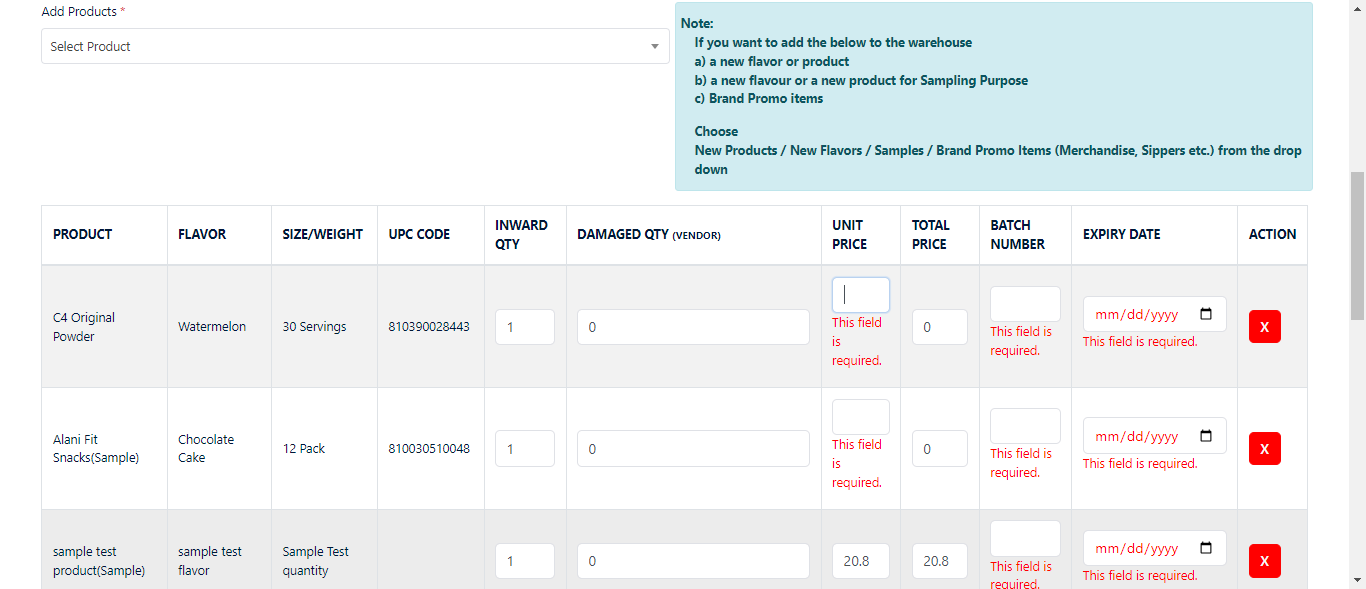 Add Products *
Select Product
Note:
If you want to add the below to the warehouse
a) a new flavor or product
b) a new flavour or a new product for Sampling Purpose
c) Brand Promo items
Choose
New Products / New Flavors / Samples / Brand Promo Items (Merchandise, Sippers etc.) from the drop
down
PRODUCT
FLAVOR
SIZE/WEIGHT
UPC CODE
INWARD
QTY
DAMAGED QTY (VENDOR)
UNIT
PRICE
TOTAL
PRICE
BATCH
NUMBER
EXPIRY DATE
ACTION
C4 Original
Powder
Watermelon
30 Servings
810390028443
1
0
This field
is
required.
0
This field is
required.
mm/dd/yyyy
This field is required.
X
Alani Fit
Snacks(Sample)
Chocolate
Cake
12 Pack
810030510048
1
0
This field
is
required.
0
This field is
required.
mm/dd/yyyy
This field is required.
X
sample test
product(Sample)
sample test
flavor
Sample Test
quantity
1
0
20.8
20.8
This field is
required.
mm/dd/yyyy
This field is required.
X